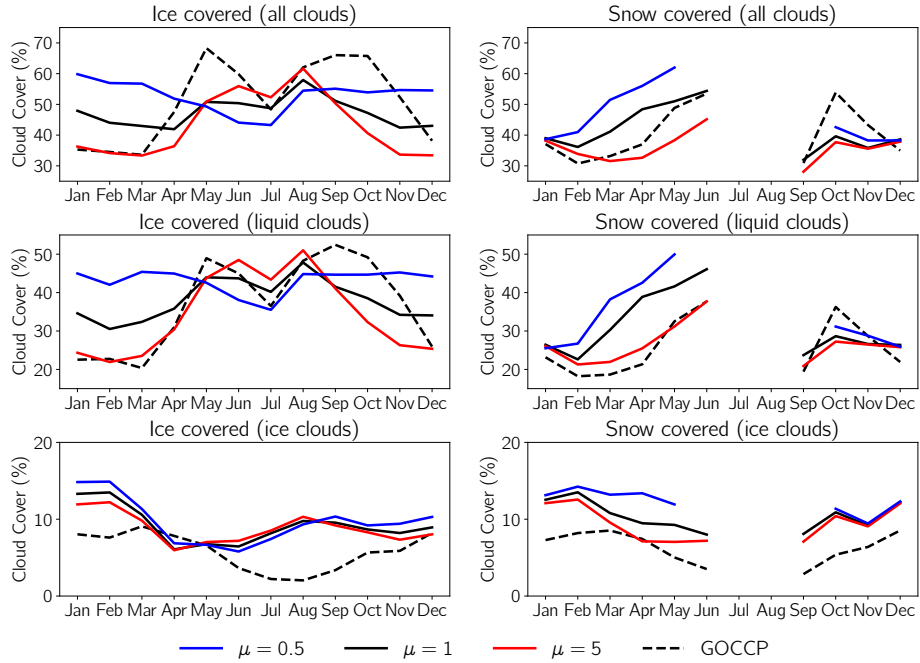 Ice covered (all clouds)
Cloud Cover (%)
70
60
50
40
30
Jan Feb Mar Apr May Jun Jul Aug Sep Oct Nov Dec
Snow covered (all clouds)
Cloud Cover (%)
70
60
50
40
30
Jan Feb Mar Apr May Jun Jul Aug Sep Oct Nov Dec
Ice covered (liquid clouds)
Cloud Cover (%)
50
40
30
20
Jan Feb Mar Apr May Jun Jul Aug Sep Oct Nov Dec
Snow covered (liquid clouds)
Cloud Cover (%)
50
40
30
20
Jan Feb Mar Apr May Jun Jul Aug Sep Oct Nov Dec
Ice covered (ice clouds)
Cloud Cover (%)
20
10
0
Jan Feb Mar Apr May Jun Jul Aug Sep Oct Nov Dec
Snow covered (ice clouds)
Cloud Cover (%)
20
10
0
Jan Feb Mar Apr May Jun Jul Aug Sep Oct Nov Dec
μ = 0.5 μ = 1 μ = 5 GOCCP